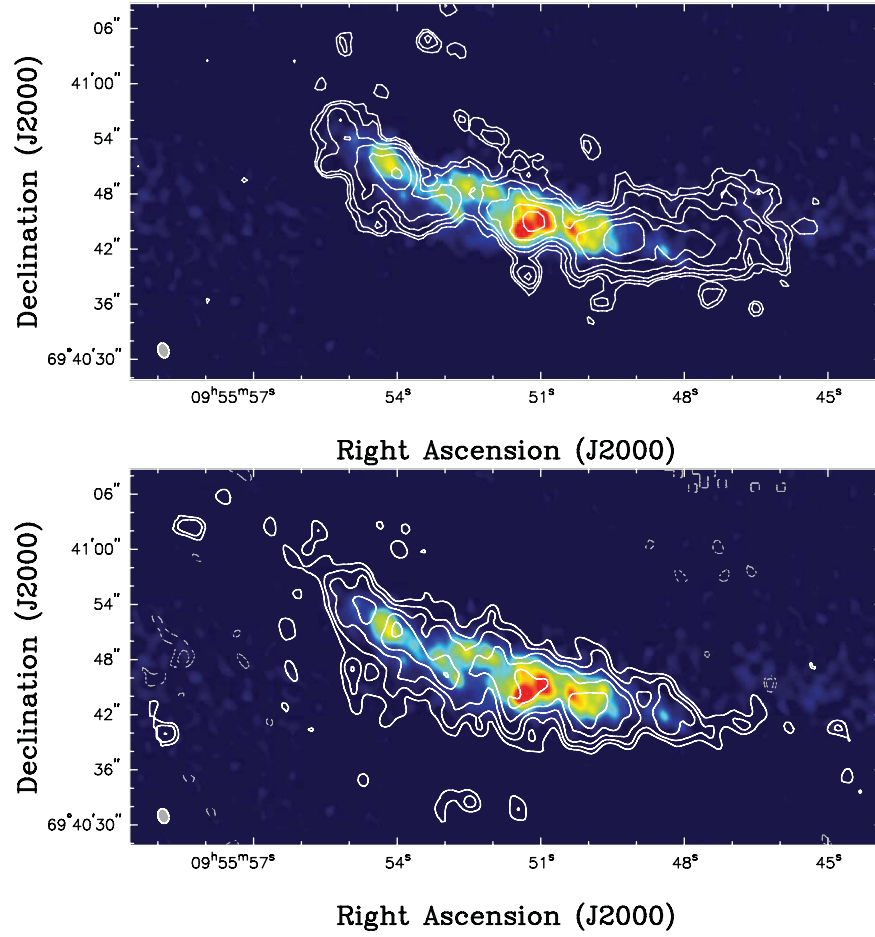 06"
41'00"
54"
48"
42"
36"
69°40'30"
Declination (J2000)
09ʰ55ᵐ57ˢ 54ˢ 51ˢ 48ˢ 45ˢ
Right Ascension (J2000)
06"
41'00"
54"
48"
42"
36"
69°40'30"
Declination (J2000)
09ʰ55ᵐ57ˢ 54ˢ 51ˢ 48ˢ 45ˢ
Right Ascension (J2000)